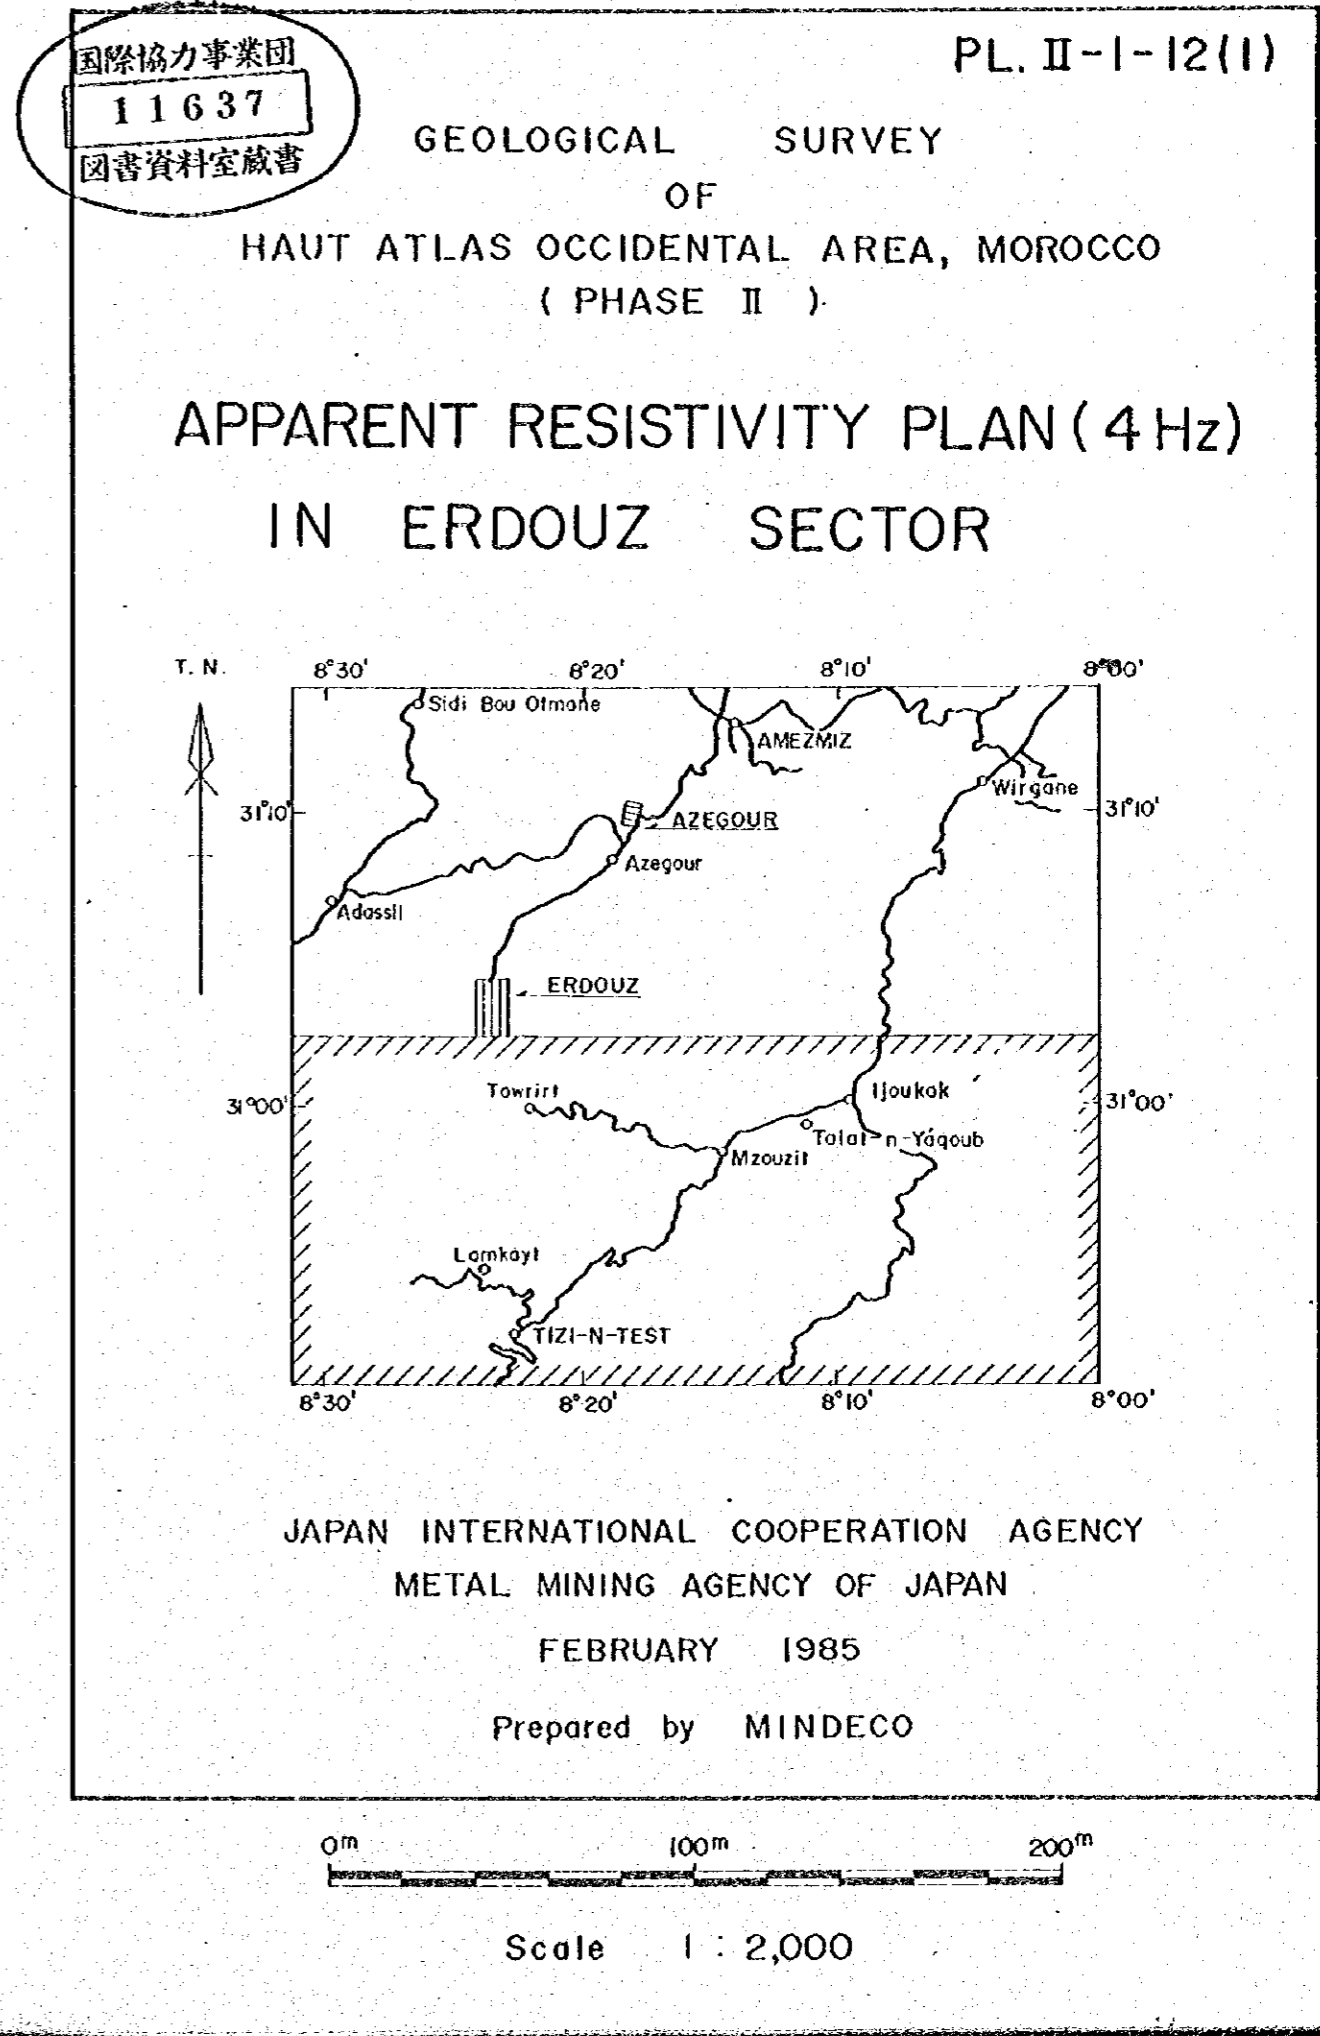 国際協力事業団
11637
図書資料室蔵書
PL. II-1-12(1)
GEOLOGICAL SURVEY
OF
HAUT ATLAS OCCIDENTAL AREA, MOROCCO
( PHASE II )
APPARENT RESISTIVITY PLAN (4Hz)
IN ERDOUZ SECTOR
T. N.
8°30' 8°20' 8°10' 8°00'
Sidi Bou Otmane
AMEZMIZ
Wirgane
31°10' 31°10'
AZEGOUR
Azegour
Adassil
ERDOUZ
Towrirt
Ijoukak
31°00' 31°00'
Talat-n-Yáqoub
Mzouzit
Lamkayt
TIZI-N-TEST
8°30' 8°20' 8°10' 8°00'
JAPAN INTERNATIONAL COOPERATION AGENCY
METAL MINING AGENCY OF JAPAN
FEBRUARY 1985
Prepared by MINDECO
0m 100m 200m
Scale 1 : 2,000